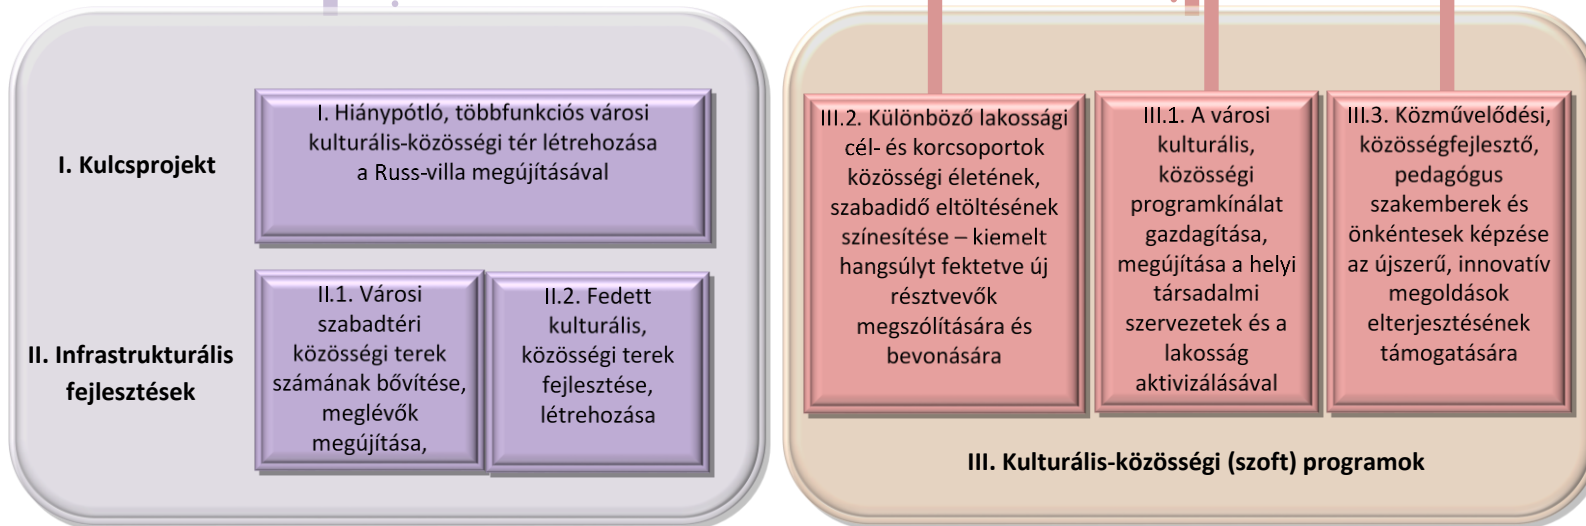 I. Kulcsprojekt
I. Hiánypótló, többfunkciós városi
kulturális-közösségi tér létrehozása
a Russ-villa megújításával
II. Infrastrukturális
fejlesztések
II.1. Városi
szabadtéri
közösségi terek
számának bővítése,
meglévők
megújítása,
II.2. Fedett
kulturális,
közösségi terek
fejlesztése,
létrehozása
III.2. Különböző lakossági
cél- és korcsoportok
közösségi életének,
szabadidő eltöltésének
színesítése – kiemelt
hangsúlyt fektetve új
résztvevők
megszólítására és
bevonására
III.1. A városi
kulturális,
közösségi
programkínálat
gazdagítása,
megújítása a helyi
társadalmi
szervezetek és a
lakosság
aktivizálásával
III.3. Közművelődési,
közösségfejlesztő,
pedagógus
szakemberek és
önkéntesek képzése
az újszerű, innovatív
megoldások
elterjesztésének
támogatására
III. Kulturális-közösségi (szoft) programok